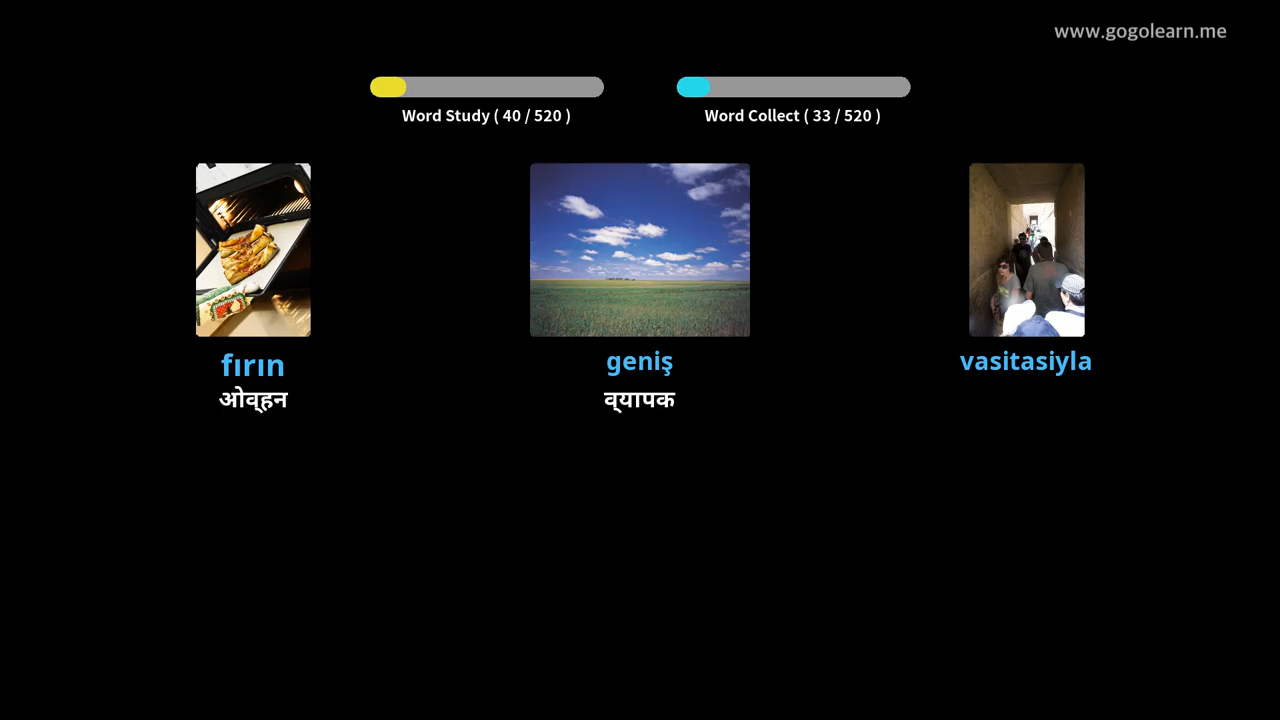 www.gogolearn.me
Word Study ( 40 / 520 )
Word Collect ( 33 / 520 )
fırın
geniş
vasitasiyla
ओव्हन
व्यापक